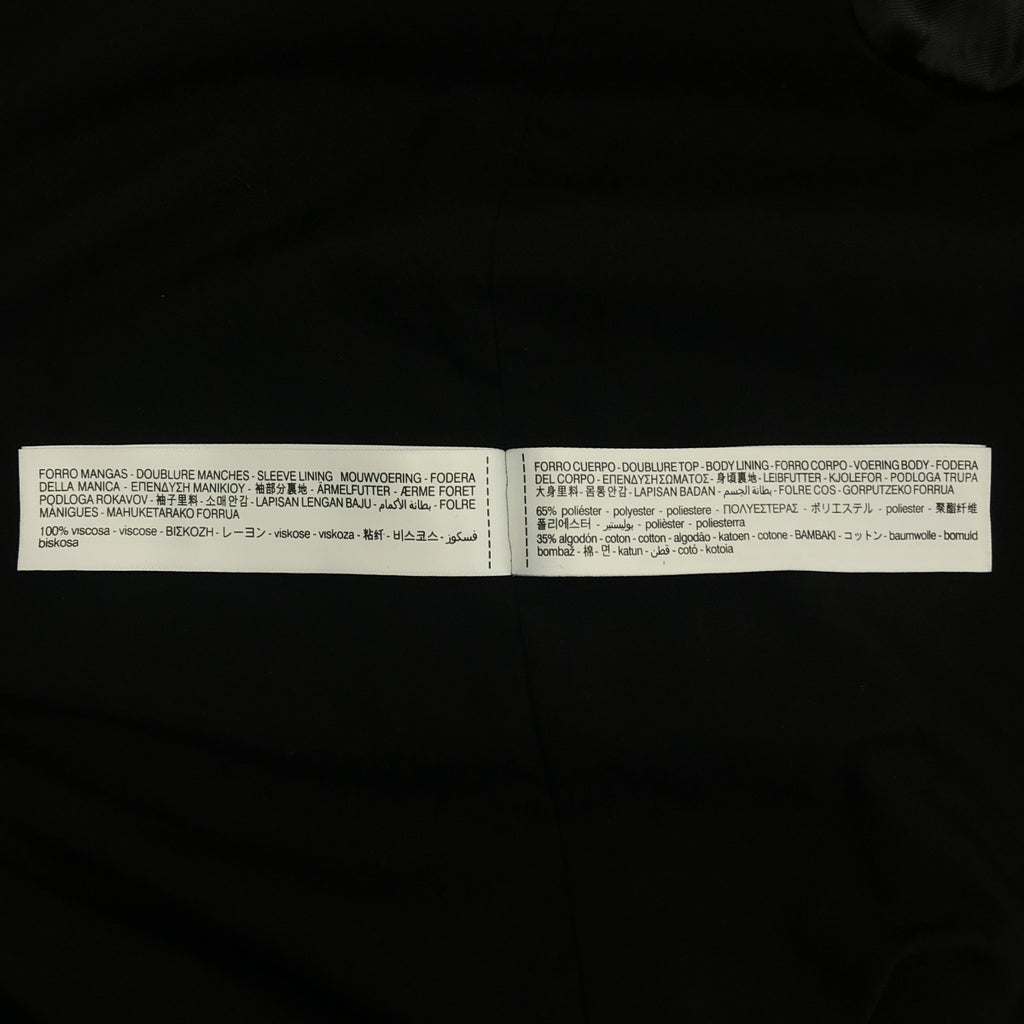 FORRO MANGAS - DOUBLURE MANCHES - SLEEVE LINING MOUWVOERING - FODERA
DELLA MANICA - ΕΠΕΝΔΥΣΗ ΜΑΝΙΚΙΟΥ - 袖部分裏地 - ÄRMELFUTTER - ÆRME FORET
PODLOGA ROKAVOV - 袖子里料 - 소매 안감 - LAPISAN LENGAN BAJU - بطانة الأكمام - FOLRE
MÀNIGUES - MAHUKETARAKO FORRUA
100% viscosa - viscose - ΒΙΣΚΟΖΗ - レーヨン - viskose - viskoza - 粘纤 - 비스코스 - فسكوز
biskosa
FORRO CUERPO - DOUBLURE TOP - BODY LINING - FORRO CORPO - VOERING BODY - FODERA
DEL CORPO - ΕΠΕΝΔΥΣΗΣΩΜΑΤΟΣ - 身頃裏地 - LEIBFUTTER - KJOLEFOR - PODLOGA TRUPA
大身里料 - 몸통 안감 - LAPISAN BADAN - بطانة الجسم - FOLRE COS - GORPUTZEKO FORRUA
65% poliéster - polyester - poliestere - ΠΟΛΥΕΣΤΕΡΑΣ - ポリエステル - poliester - 聚酯纤维
폴리에스터 - بوليستير - polièster - poliesterra
35% algodón - coton - cotton - algodão - katoen - cotone - BAMBAKI - コットン - baumwolle - bomuld
bombaž - 棉 - 면 - katun - قطن - cotó - kotoia